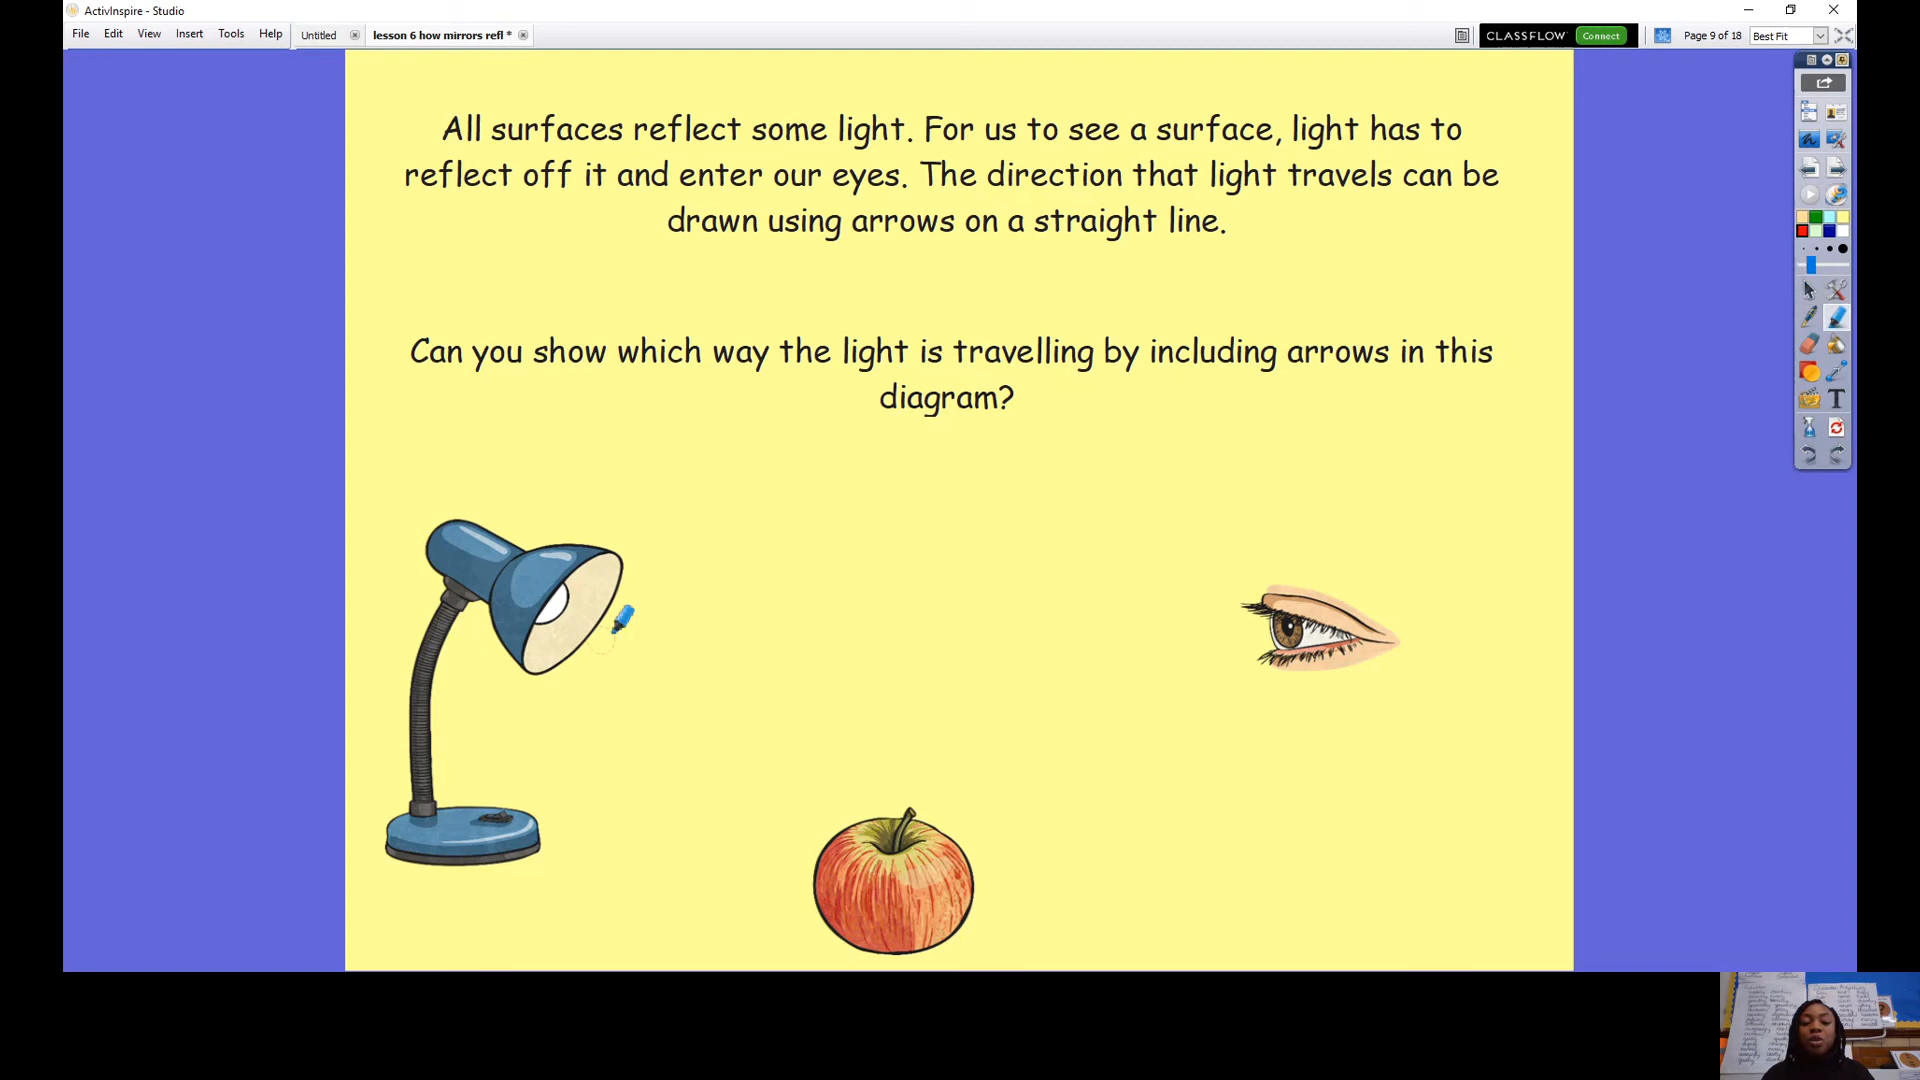 ActivInspire - Studio
File Edit View Insert Tools Help
Untitled
lesson 6 how mirrors refl *
CLASSFLOW Connect
Page 9 of 18
Best Fit
All surfaces reflect some light. For us to see a surface, light has to
reflect off it and enter our eyes. The direction that light travels can be
drawn using arrows on a straight line.
Can you show which way the light is travelling by including arrows in this
diagram?